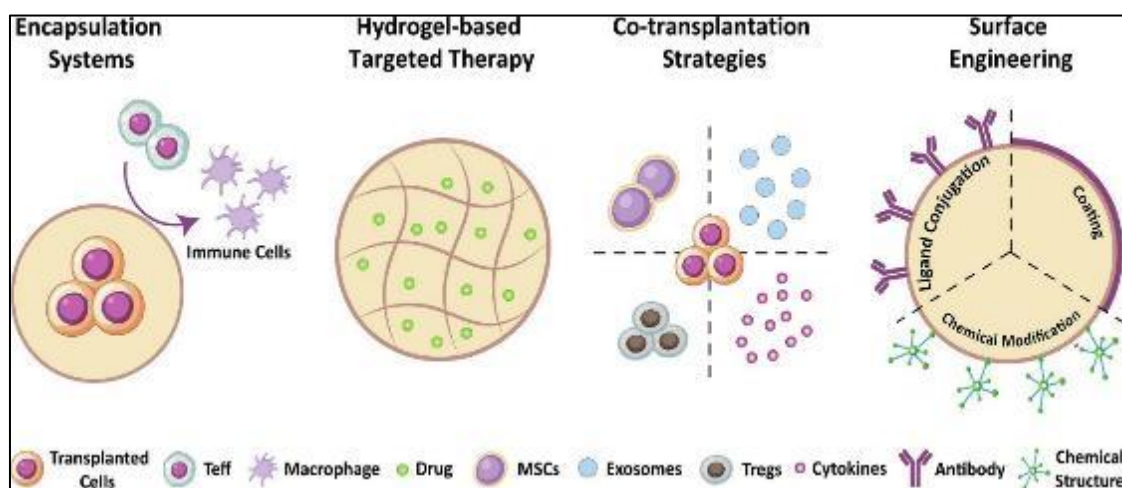 Encapsulation
Systems
Hydrogel-based
Targeted Therapy
Co-transplantation
Strategies
Surface
Engineering
Immune Cells
Ligand Conjugation
Coating
Chemical Modification
Transplanted
Cells
Teff
Macrophage
Drug
MSCs
Exosomes
Tregs
Cytokines
Antibody
Chemical
Structure